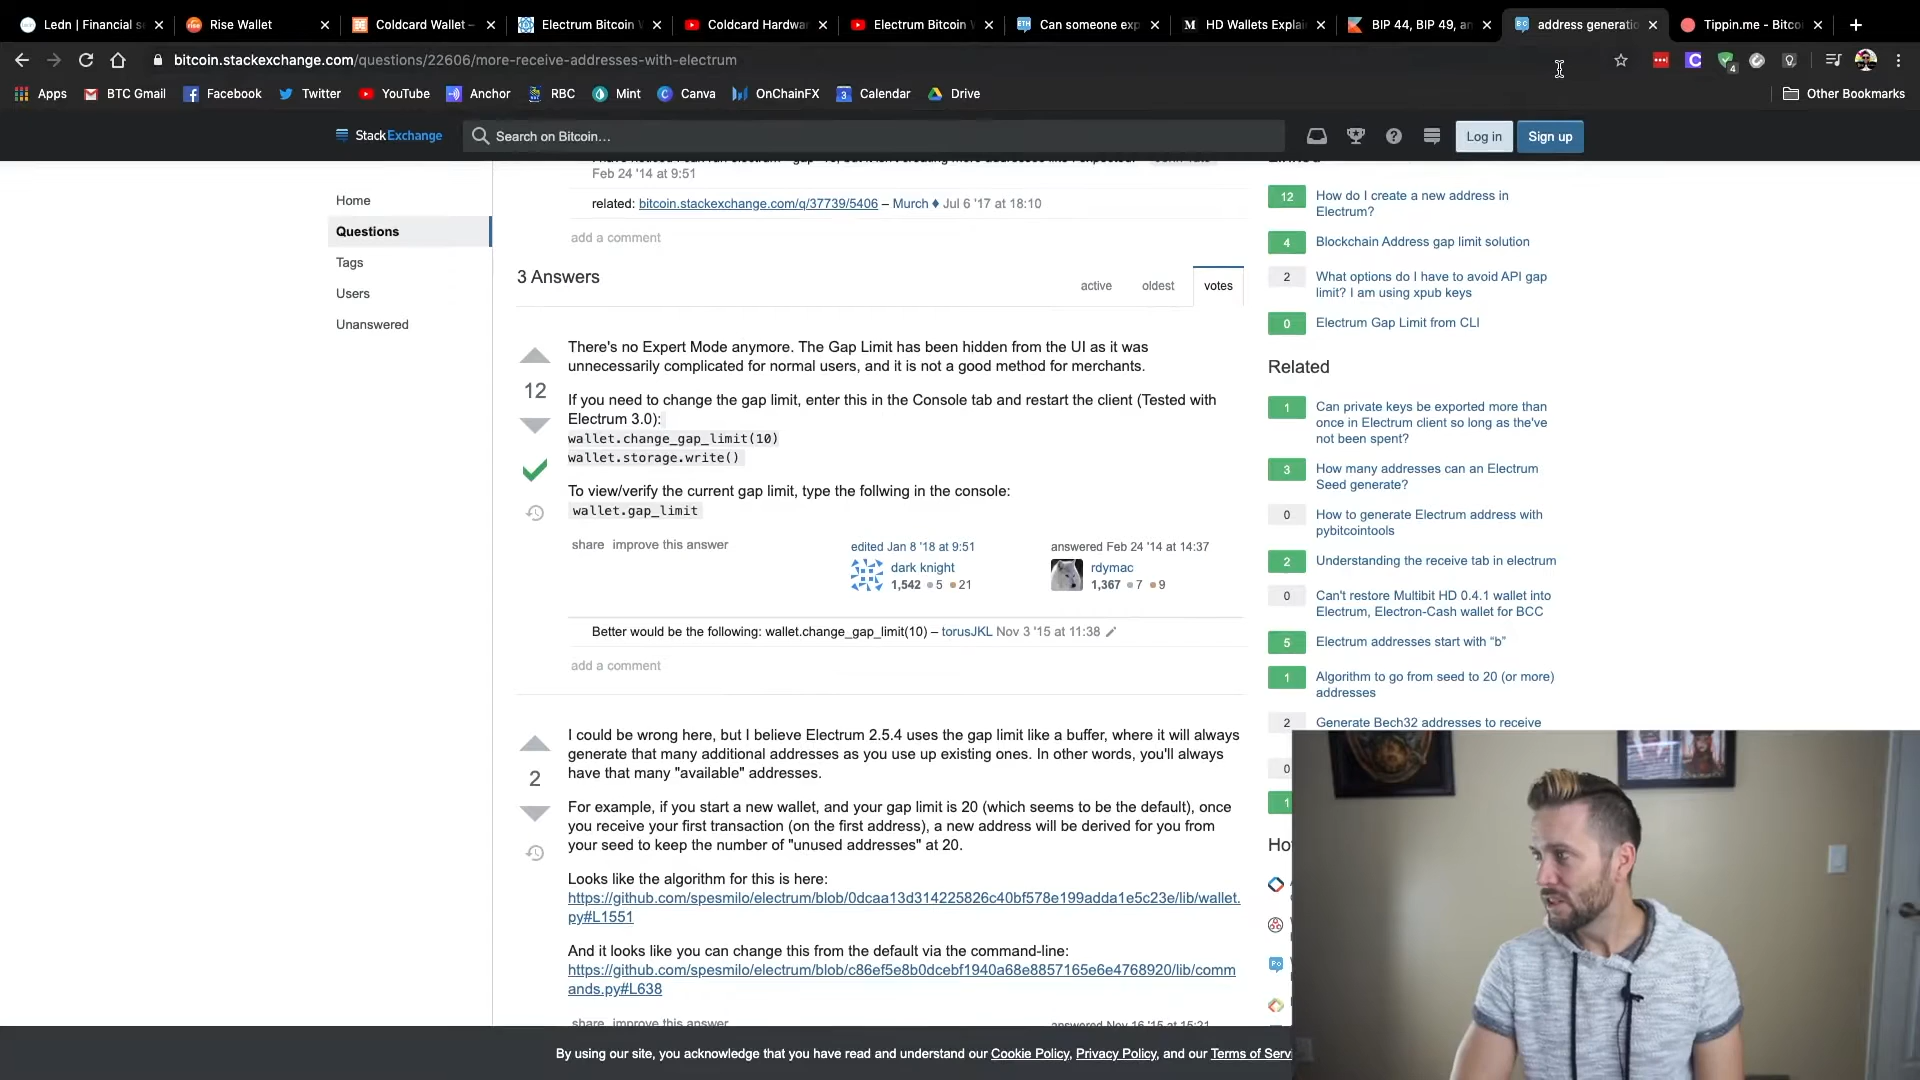 Ledn | Financial s
Rise Wallet
Coldcard Wallet –
Electrum Bitcoin
Coldcard Hardwa
Electrum Bitcoin
Can someone exp
HD Wallets Explai
BIP 44, BIP 49, an
address generatio
Tippin.me - Bitco
bitcoin.stackexchange.com/questions/22606/more-receive-addresses-with-electrum
Apps
BTC Gmail
Facebook
Twitter
YouTube
Anchor
RBC
Mint
Canva
OnChainFX
Calendar
Drive
Other Bookmarks
StackExchange
Search on Bitcoin...
Log in
Sign up
Home
Questions
Tags
Users
Unanswered
Feb 24 '14 at 9:51
related: bitcoin.stackexchange.com/q/37739/5406 – Murch ♦ Jul 6 '17 at 18:10
add a comment
3 Answers
active
oldest
votes
12
There's no Expert Mode anymore. The Gap Limit has been hidden from the UI as it was
unnecessarily complicated for normal users, and it is not a good method for merchants.
If you need to change the gap limit, enter this in the Console tab and restart the client (Tested with
Electrum 3.0):
wallet.change_gap_limit(10)
wallet.storage.write()
To view/verify the current gap limit, type the follwing in the console:
wallet.gap_limit
share improve this answer
edited Jan 8 '18 at 9:51
dark knight
1,542 5 21
answered Feb 24 '14 at 14:37
rdymac
1,367 7 9
Better would be the following: wallet.change_gap_limit(10) – torusJKL Nov 3 '15 at 11:38
add a comment
2
I could be wrong here, but I believe Electrum 2.5.4 uses the gap limit like a buffer, where it will always
generate that many additional addresses as you use up existing ones. In other words, you'll always
have that many "available" addresses.
For example, if you start a new wallet, and your gap limit is 20 (which seems to be the default), once
you receive your first transaction (on the first address), a new address will be derived for you from
your seed to keep the number of "unused addresses" at 20.
Looks like the algorithm for this is here:
https://github.com/spesmilo/electrum/blob/0dcaa13d314225826c40bf578e199adda1e5c23e/lib/wallet.
py#L1551
And it looks like you can change this from the default via the command-line:
https://github.com/spesmilo/electrum/blob/c86ef5e8b0dcebf1940a68e8857165e6e4768920/lib/comm
ands.py#L638
share improve this answer
answered Nov 16 '15 at 15:21
12 How do I create a new address in
Electrum?
4 Blockchain Address gap limit solution
2 What options do I have to avoid API gap
limit? I am using xpub keys
0 Electrum Gap Limit from CLI
Related
1 Can private keys be exported more than
once in Electrum client so long as the've
not been spent?
3 How many addresses can an Electrum
Seed generate?
0 How to generate Electrum address with
pybitcointools
2 Understanding the receive tab in electrum
0 Can't restore Multibit HD 0.4.1 wallet into
Electrum, Electron-Cash wallet for BCC
5 Electrum addresses start with “b”
1 Algorithm to go from seed to 20 (or more)
addresses
2 Generate Bech32 addresses to receive
0
1
By using our site, you acknowledge that you have read and understand our Cookie Policy, Privacy Policy, and our Terms of Servi